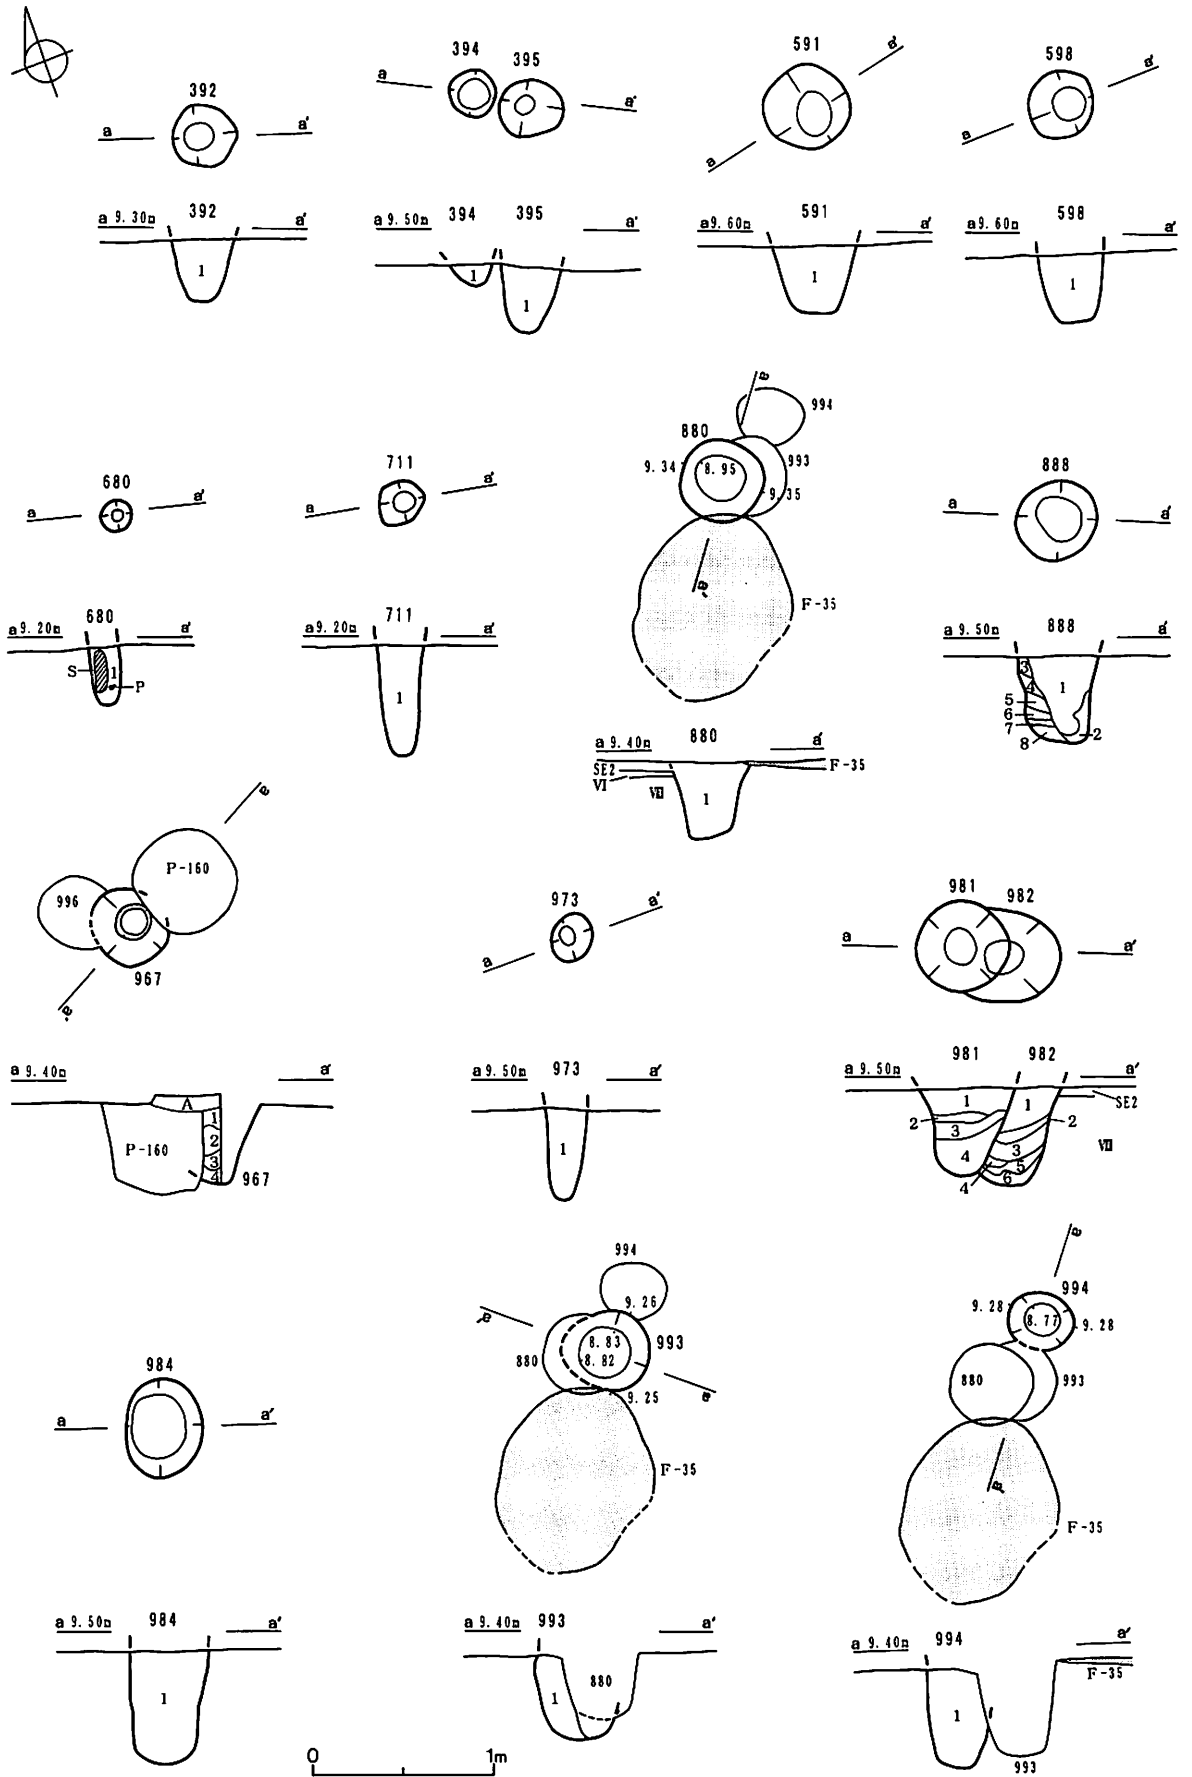 392
a a'
394 395
a a'
591
a a'
598
a a'
a 9.30m 392 a'
1
a 9.50m 394 395 a'
1 1
a 9.60m 591 a'
1
a 9.60m 598 a'
1
680
a a'
711
a a'
a
994
880
993
9.34 8.95
9.35
a'
F-35
888
a a'
a 9.20m 680 a'
S 1 P
a 9.20m 711 a'
1
a 9.50m 888 a'
3
4 1
5
6
7
8 2
a 9.40m 880 a'
SE2 F-35
VI VII
1
a
P-160
996
967
a'
973
a a'
981 982
a a'
a 9.40m a'
A
1
P-160 2
3
4 967
a 9.50m 973 a'
1
a 9.50m 981 982 a'
1 1 SE2
2 2
3 3 VII
4 5
4 6
984
a a'
994
a' 9.26
8.83 993
880 8.82
9.25 a
F-35
a
994
9.28 8.77 9.28
880 993
a'
F-35
a 9.50m 984 a'
1
a 9.40m 993 a'
1 880
a 9.40m 994 a'
F-35
1
993
0 1m